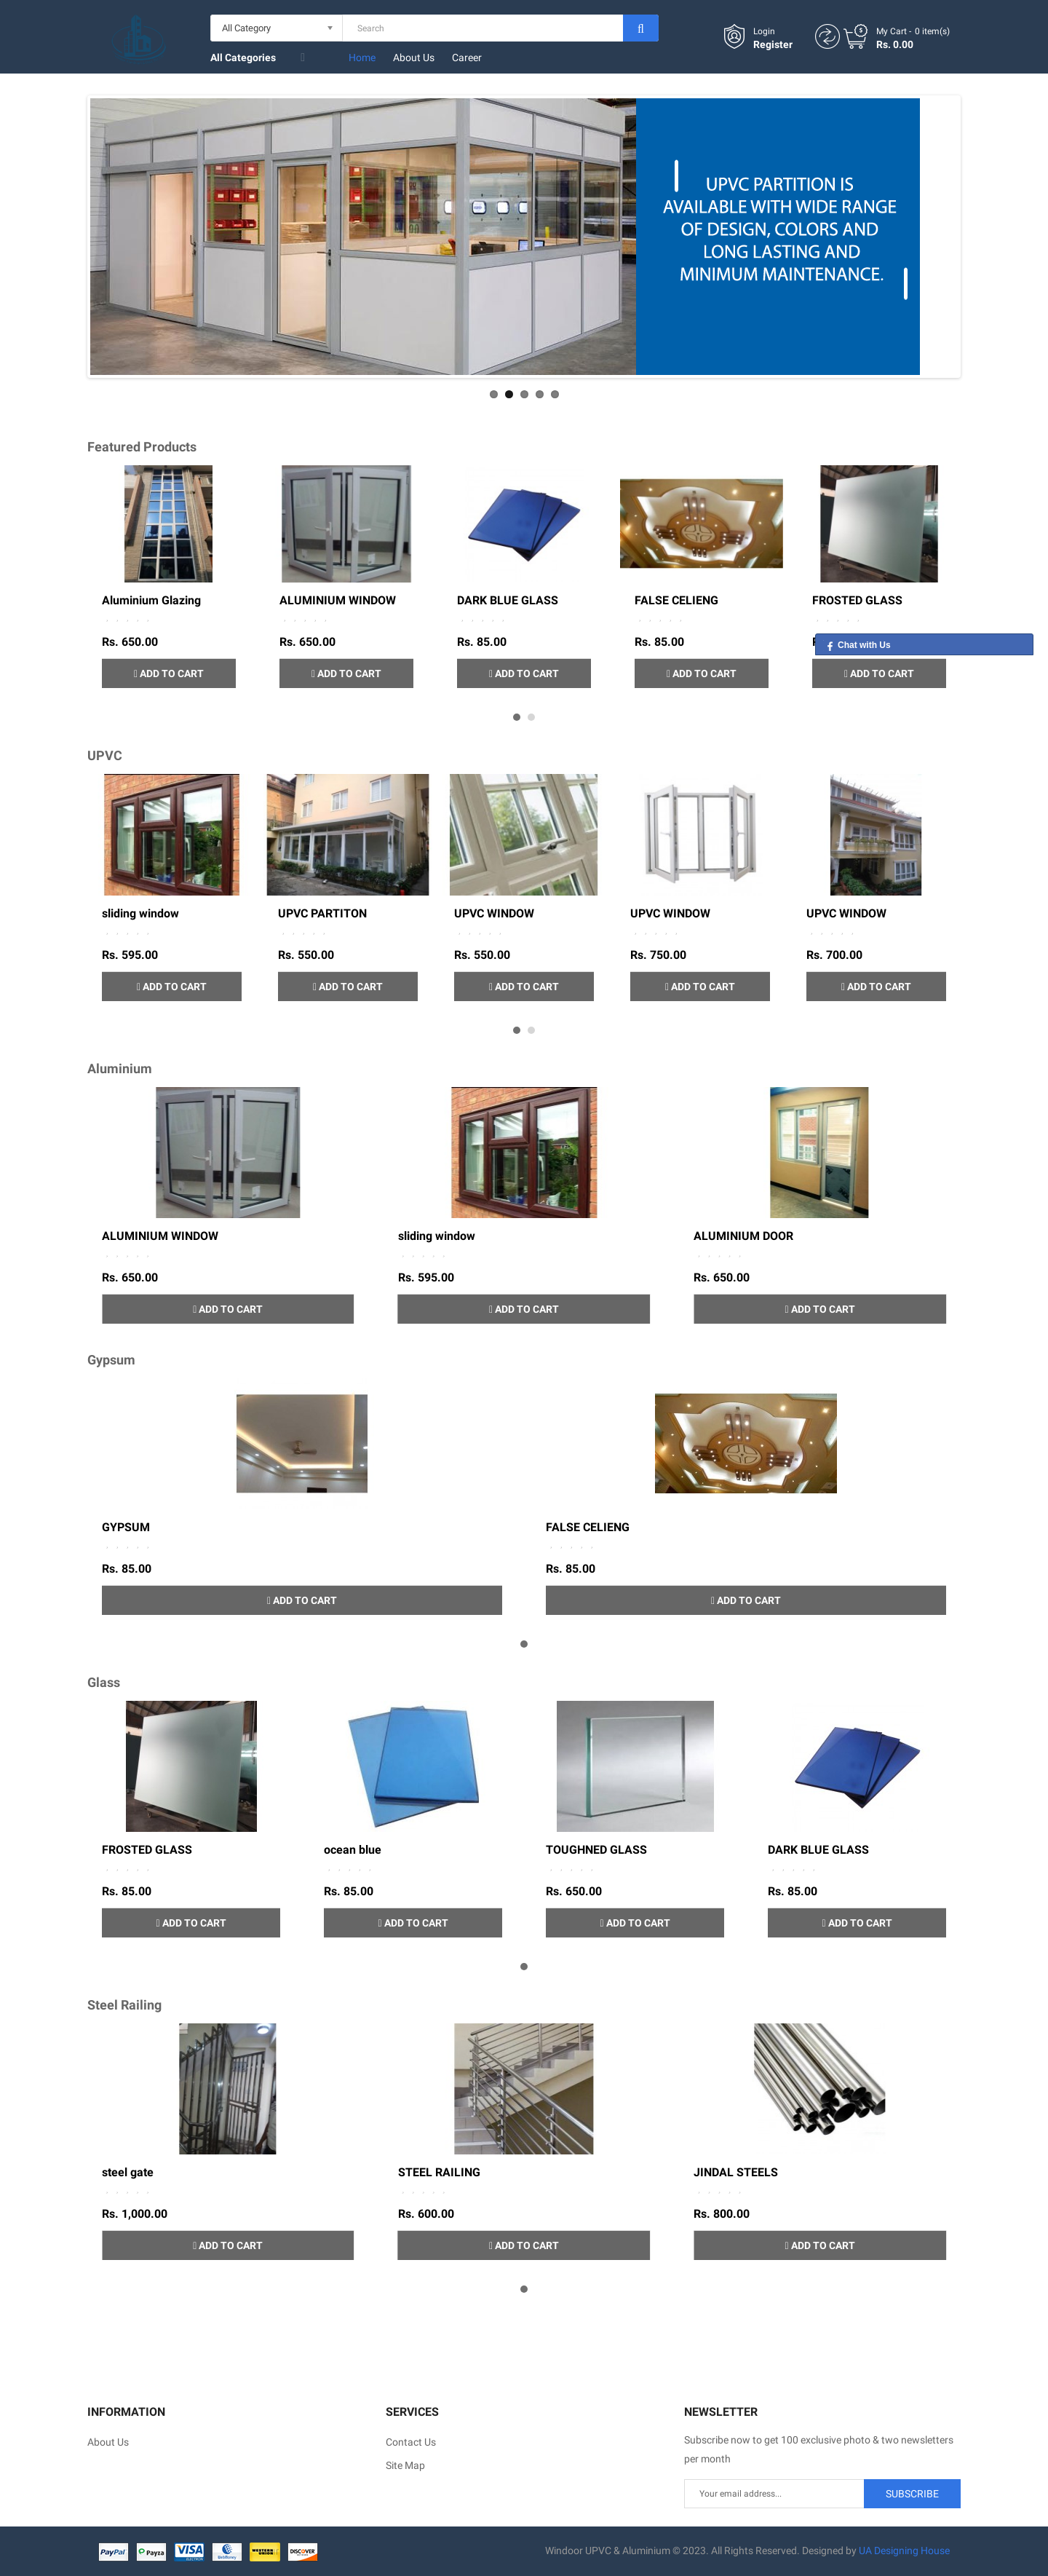 All Category
Search
Login
Register
My Cart - 0 item(s)
Rs. 0.00
All Categories
Home
About Us
Career
UPVC PARTITION IS
AVAILABLE WITH WIDE RANGE
OF DESIGN, COLORS AND
LONG LASTING AND
MINIMUM MAINTENANCE.
Featured Products
Aluminium Glazing
Rs. 650.00
ADD TO CART
ALUMINIUM WINDOW
Rs. 650.00
ADD TO CART
DARK BLUE GLASS
Rs. 85.00
ADD TO CART
FALSE CELIENG
Rs. 85.00
ADD TO CART
FROSTED GLASS
Chat with Us
ADD TO CART
UPVC
sliding window
Rs. 595.00
ADD TO CART
UPVC PARTITON
Rs. 550.00
ADD TO CART
UPVC WINDOW
Rs. 550.00
ADD TO CART
UPVC WINDOW
Rs. 750.00
ADD TO CART
UPVC WINDOW
Rs. 700.00
ADD TO CART
Aluminium
ALUMINIUM WINDOW
Rs. 650.00
ADD TO CART
sliding window
Rs. 595.00
ADD TO CART
ALUMINIUM DOOR
Rs. 650.00
ADD TO CART
Gypsum
GYPSUM
Rs. 85.00
ADD TO CART
FALSE CELIENG
Rs. 85.00
ADD TO CART
Glass
FROSTED GLASS
Rs. 85.00
ADD TO CART
ocean blue
Rs. 85.00
ADD TO CART
TOUGHNED GLASS
Rs. 650.00
ADD TO CART
DARK BLUE GLASS
Rs. 85.00
ADD TO CART
Steel Railing
steel gate
Rs. 1,000.00
ADD TO CART
STEEL RAILING
Rs. 600.00
ADD TO CART
JINDAL STEELS
Rs. 800.00
ADD TO CART
INFORMATION
About Us
SERVICES
Contact Us
Site Map
NEWSLETTER
Subscribe now to get 100 exclusive photo & two newsletters
per month
Your email address...
SUBSCRIBE
PayPal
Payza
VISA
WESTERN UNION
DISCOVER
Windoor UPVC & Aluminium © 2023. All Rights Reserved. Designed by UA Designing House